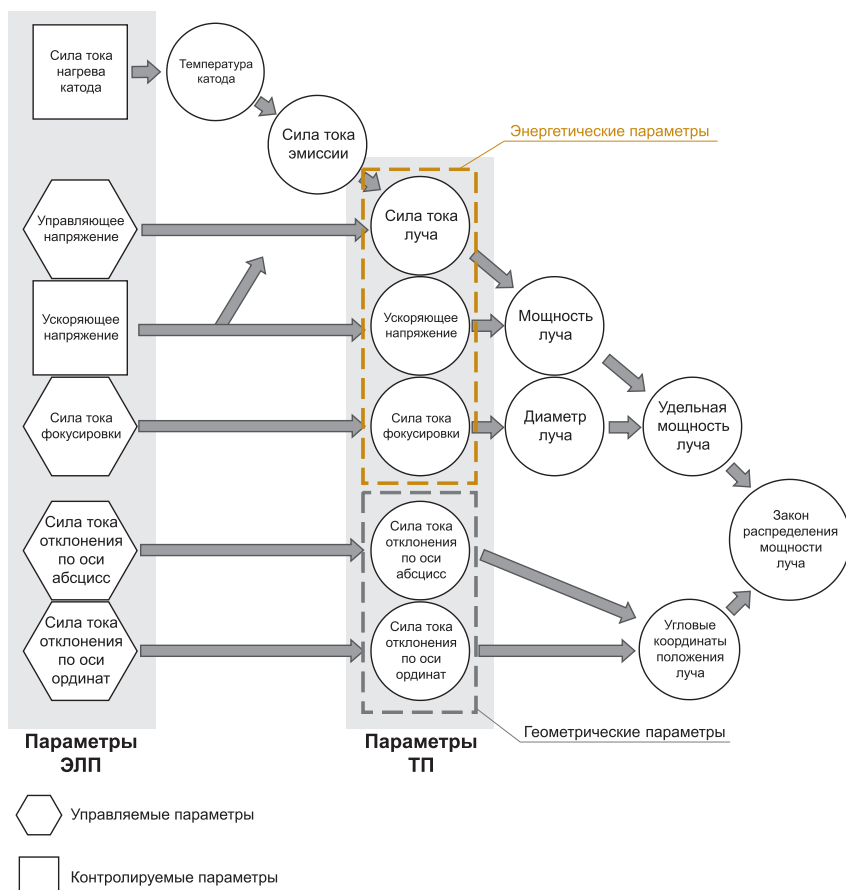 Сила тока
нагрева
катода
Температура
катода
Сила тока
эмиссии
Энергетические параметры
Управляющее
напряжение
Сила тока
луча
Ускоряющее
напряжение
Ускоряющее
напряжение
Мощность
луча
Сила тока
фокусировки
Сила тока
фокусировки
Диаметр
луча
Удельная
мощность
луча
Закон
распределения
мощности
луча
Сила тока
отклонения
по оси
абсцисс
Сила тока
отклонения
по оси
абсцисс
Сила тока
отклонения
по оси
ординат
Сила тока
отклонения
по оси
ординат
Угловые
координаты
положения
луча
Геометрические параметры
Параметры
ЭЛП
Параметры
ТП
Управляемые параметры
Контролируемые параметры